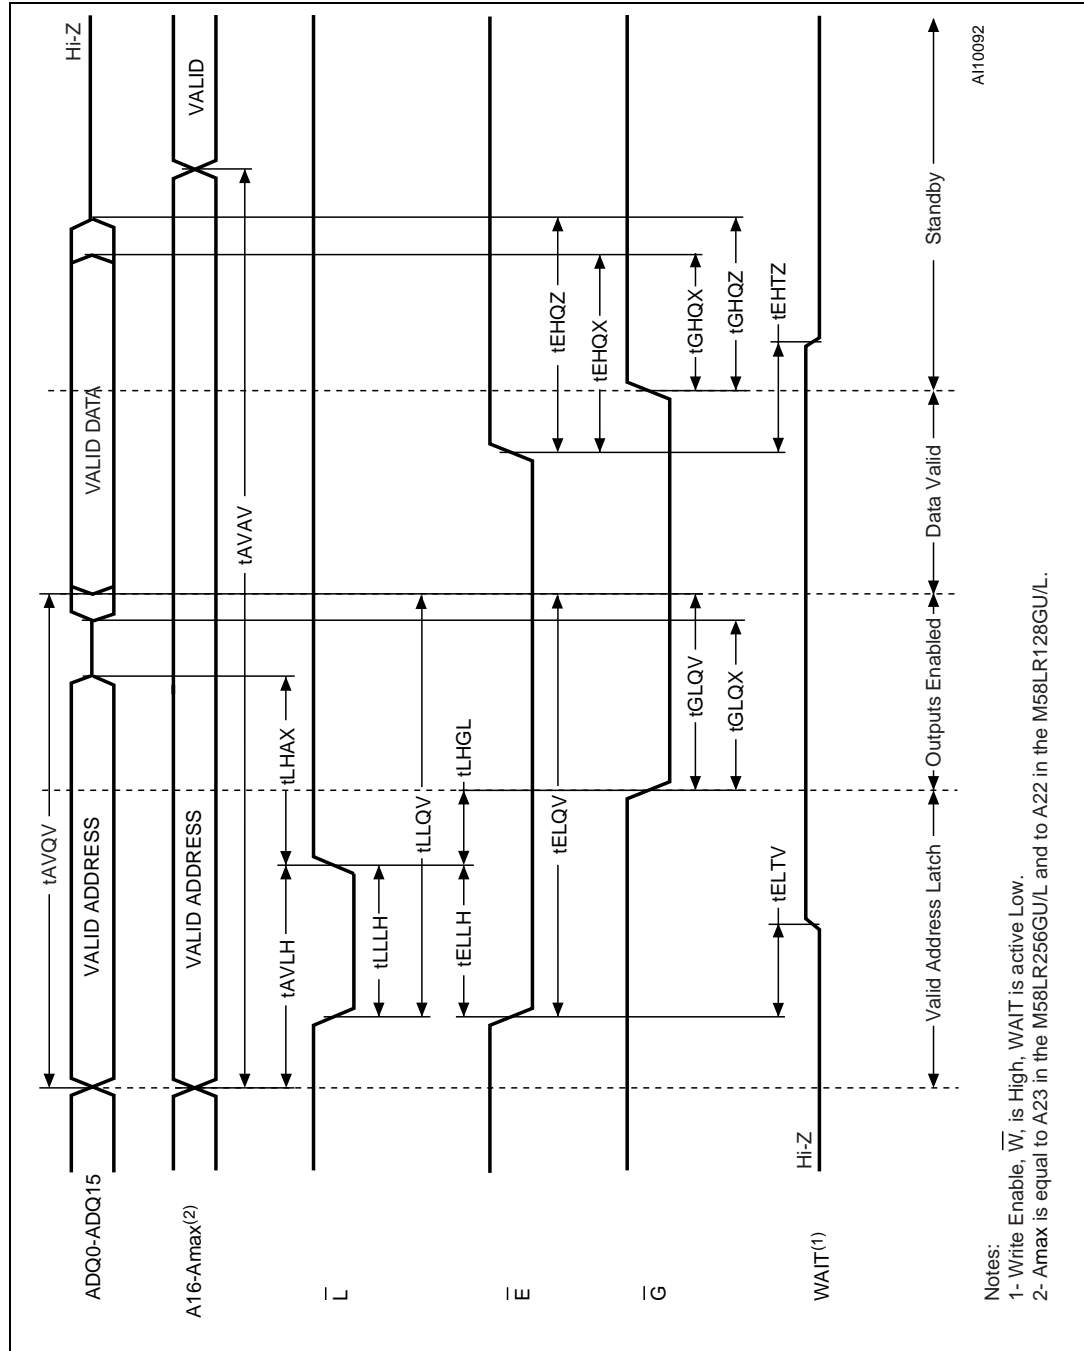 ADQ0-ADQ15
VALID ADDRESS
VALID DATA
Hi-Z
tAVQV
A16-Amax(2)
VALID ADDRESS
VALID
tAVAV
L
tAVLH
tLHAX
tLLLH
tLLQV
tELLH
tLHGL
E
tELQV
tEHQZ
tEHQX
G
tGLQV
tGLQX
tGHQX
tGHQZ
WAIT(1)
Hi-Z
tELTV
tEHTZ
Valid Address Latch
Outputs Enabled
Data Valid
Standby
AI10092
Notes:
1- Write Enable, W, is High, WAIT is active Low.
2- Amax is equal to A23 in the M58LR256GU/L and to A22 in the M58LR128GU/L.